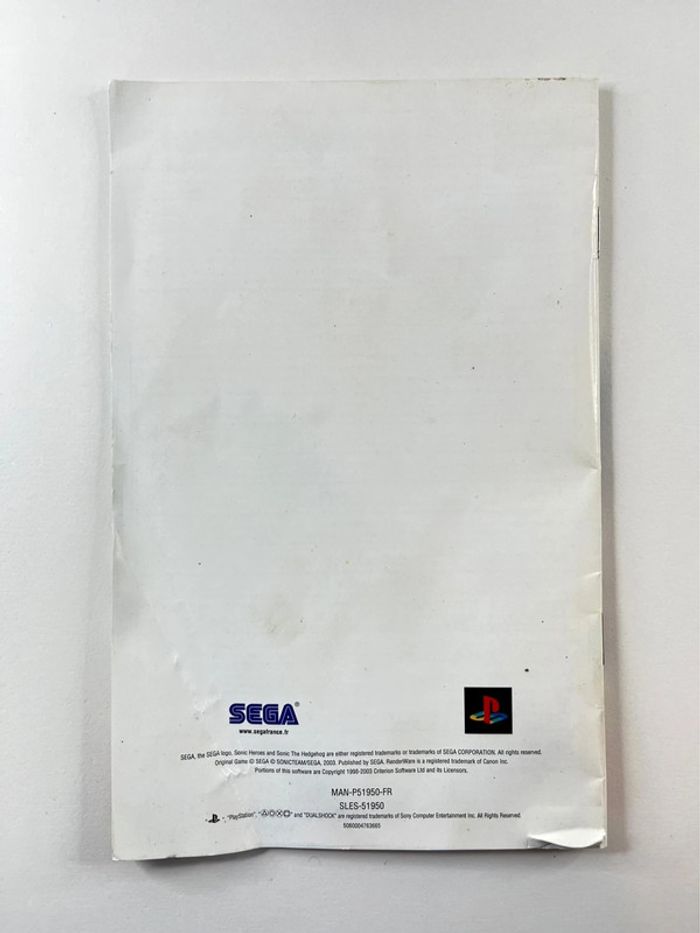 SEGA®
www.segafrance.fr
SEGA, the SEGA logo, Sonic Heroes and Sonic The Hedgehog are either registered trademarks or trademarks of SEGA CORPORATION. All rights reserved.
Original Game © SEGA © SONICTEAM/SEGA, 2003. Published by SEGA. RenderWare is a registered trademark of Canon Inc.
Portions of this software are Copyright 1998-2003 Criterion Software Ltd and its Licensors.
MAN-P51950-FR
SLES-51950
", "PlayStation", "△○✕□" and "DUALSHOCK" are registered trademarks of Sony Computer Entertainment Inc. All Rights Reserved.
5060004763665